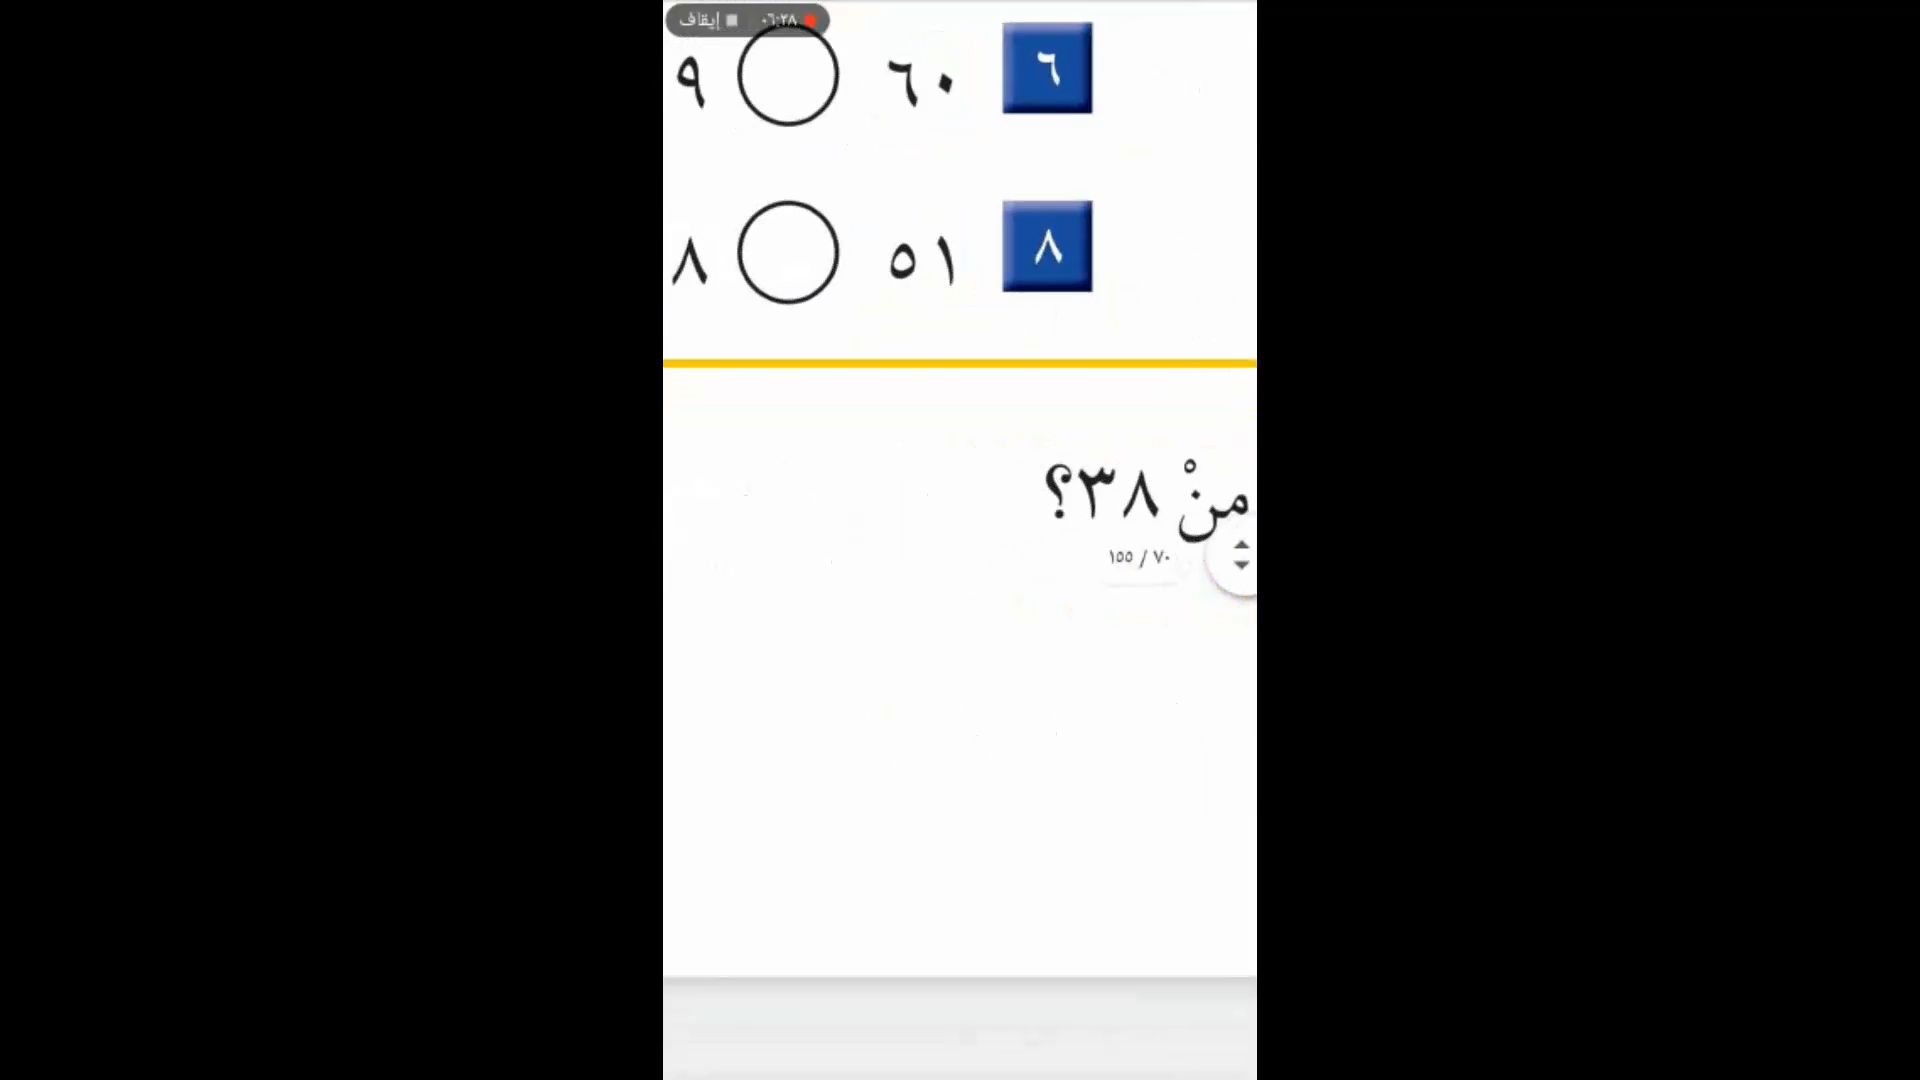 ٠٦:٢٨ إيقاف
٦ ٦٠ ٩
٨ ٥١ ٨
منْ ٣٨؟
٧٠ / ١٥٥